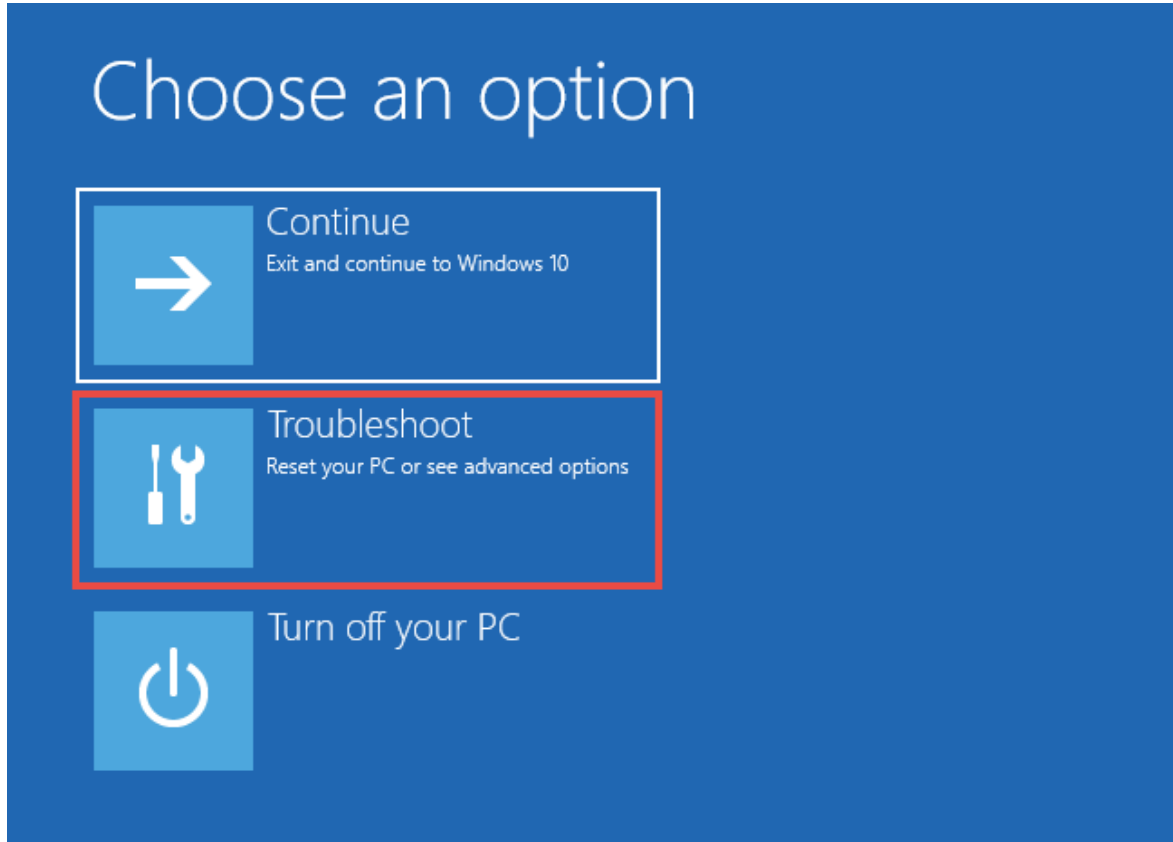 Choose an option
Continue
Exit and continue to Windows 10
Troubleshoot
Reset your PC or see advanced options
Turn off your PC